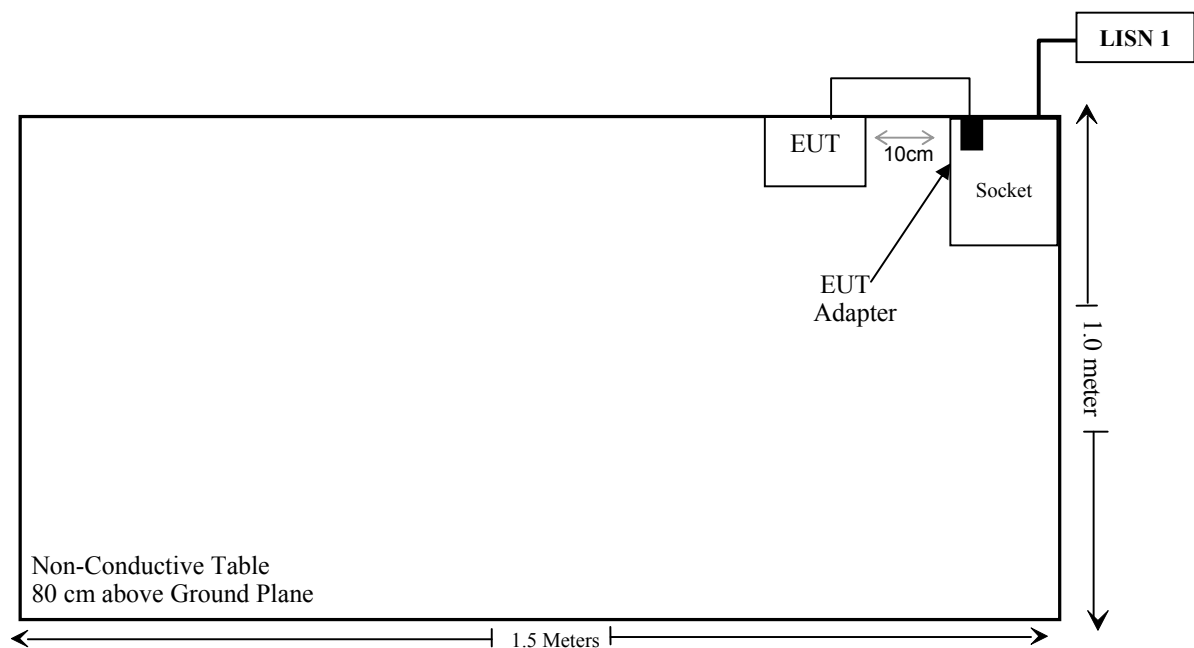 LISN 1
EUT
10cm
Socket
EUT
Adapter
1.0 meter
Non-Conductive Table
80 cm above Ground Plane
1.5 Meters